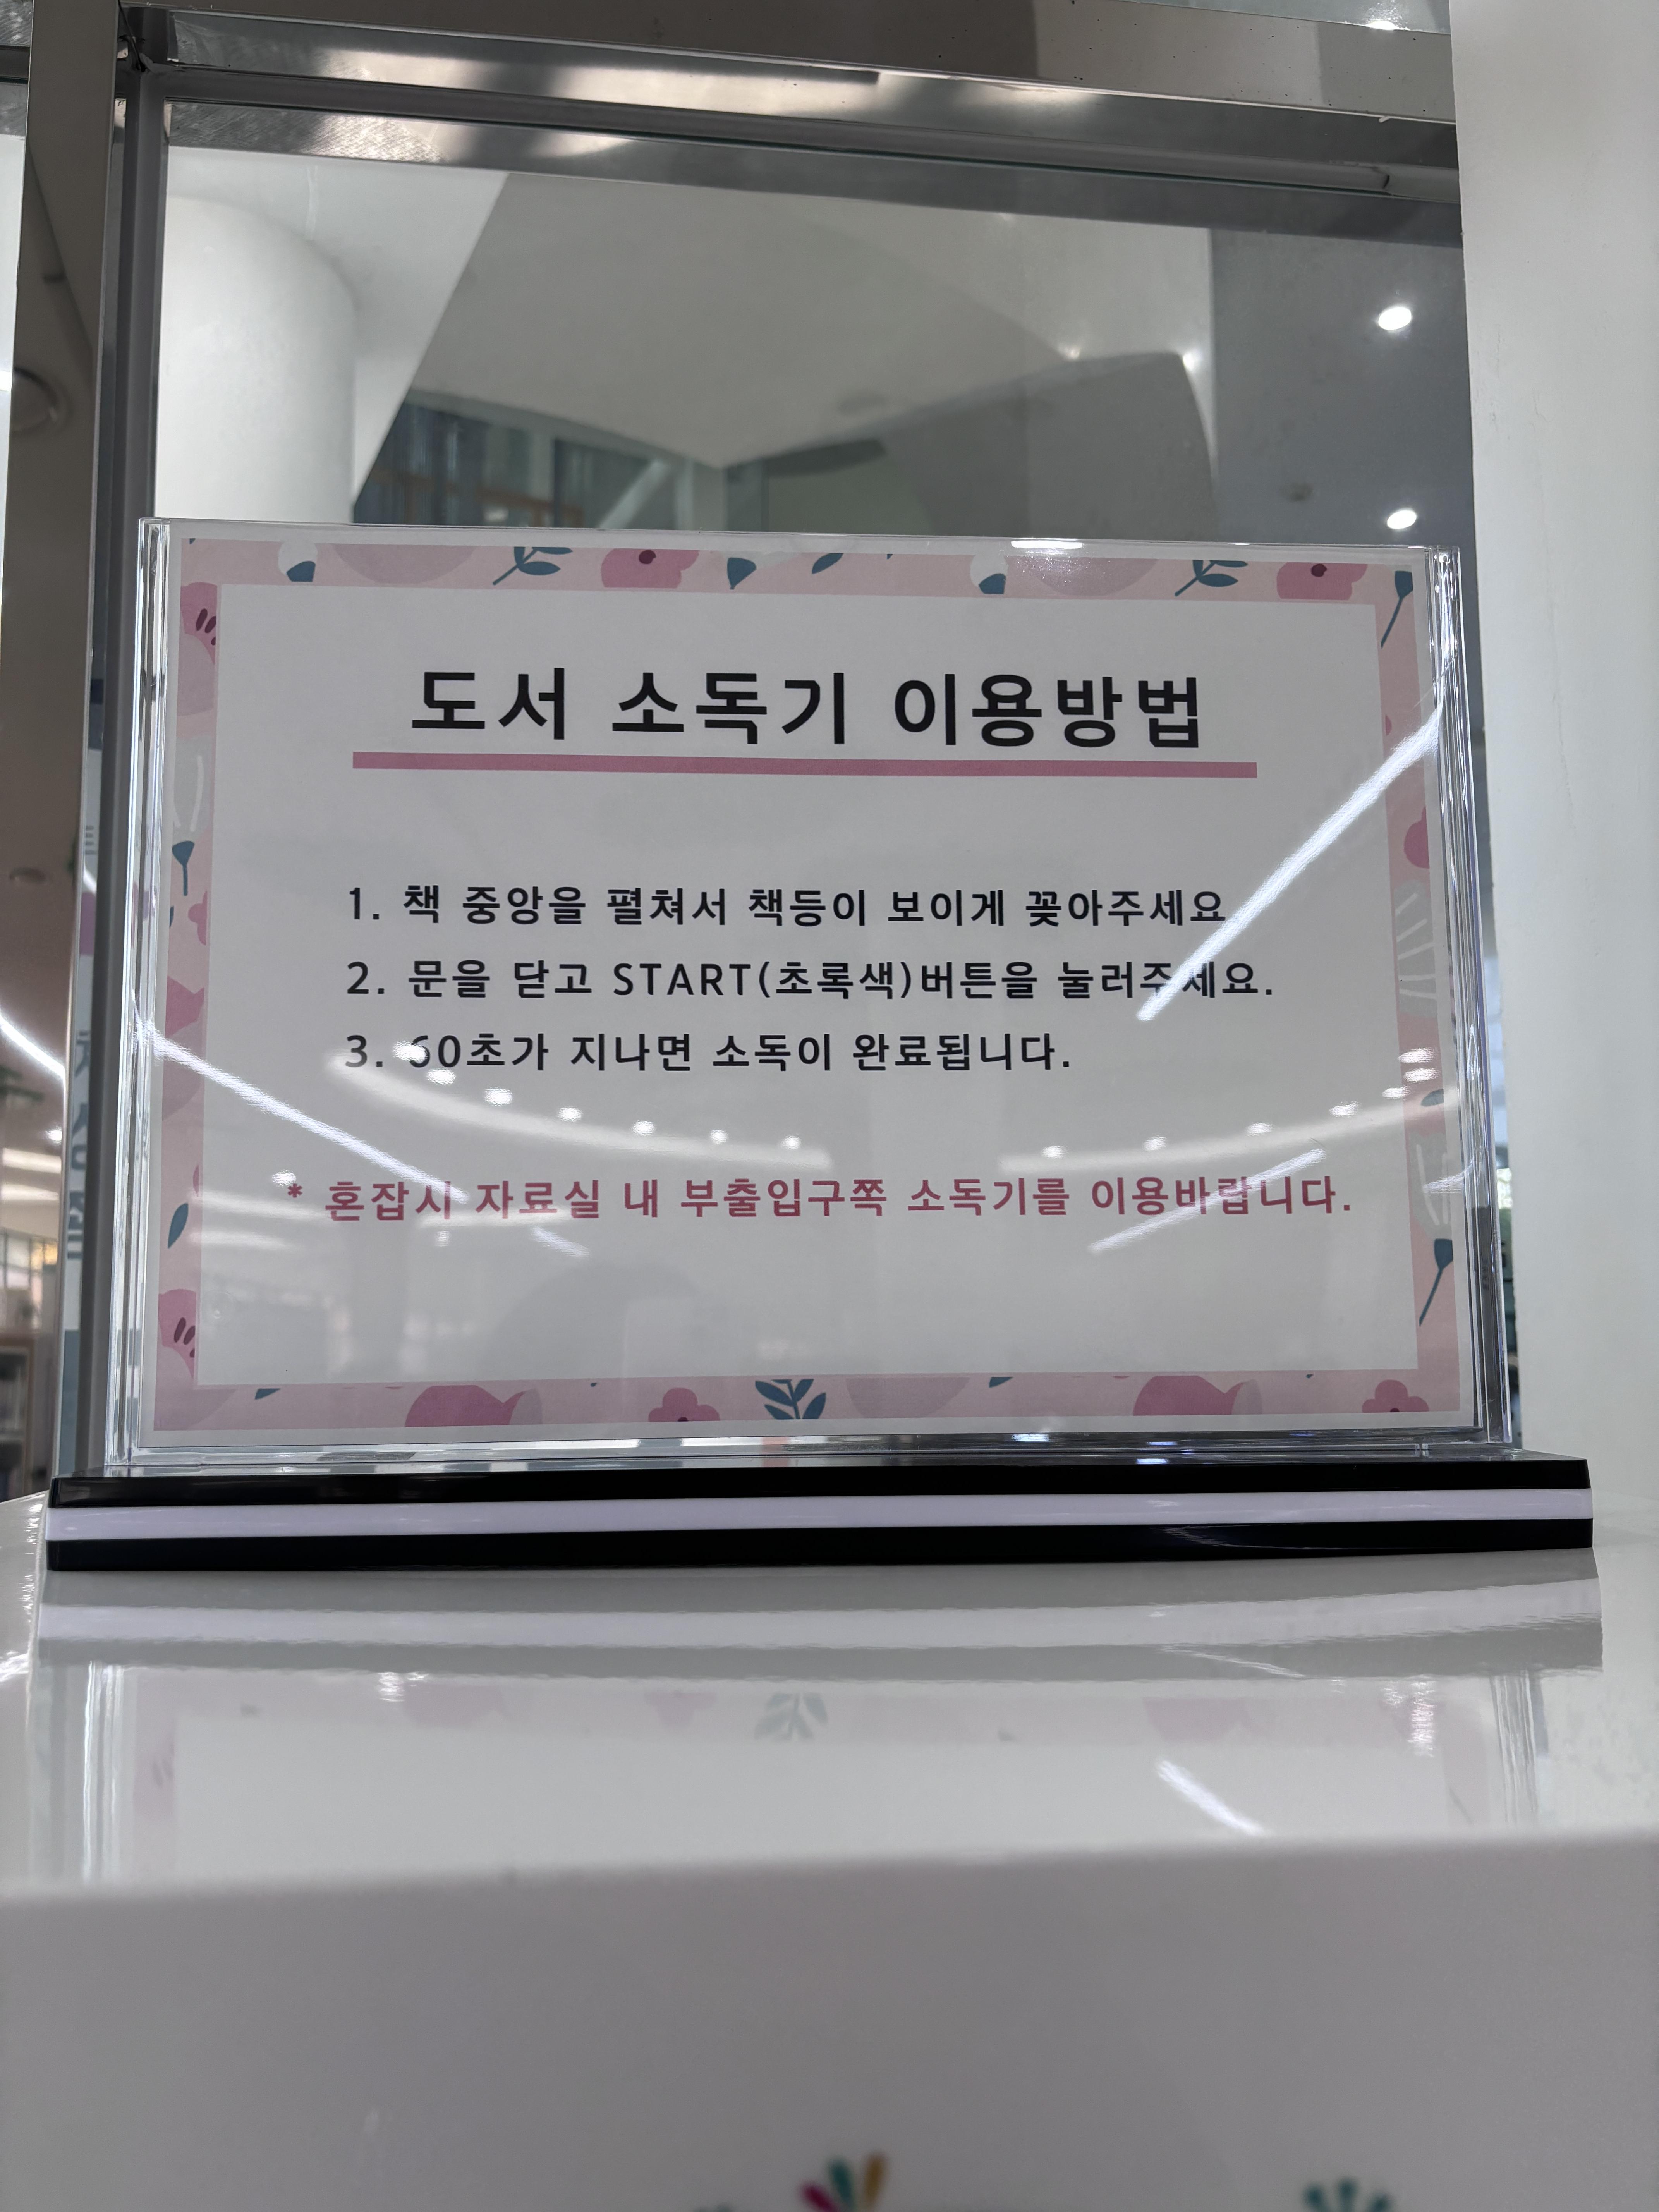 도서 소독기 이용방법
1. 책 중앙을 펼쳐서 책등이 보이게 꽂아주세요
2. 문을 닫고 START(초록색)버튼을 눌러주세요.
3. 60초가 지나면 소독이 완료됩니다.
* 혼잡시 자료실 내 부출입구쪽 소독기를 이용바랍니다.